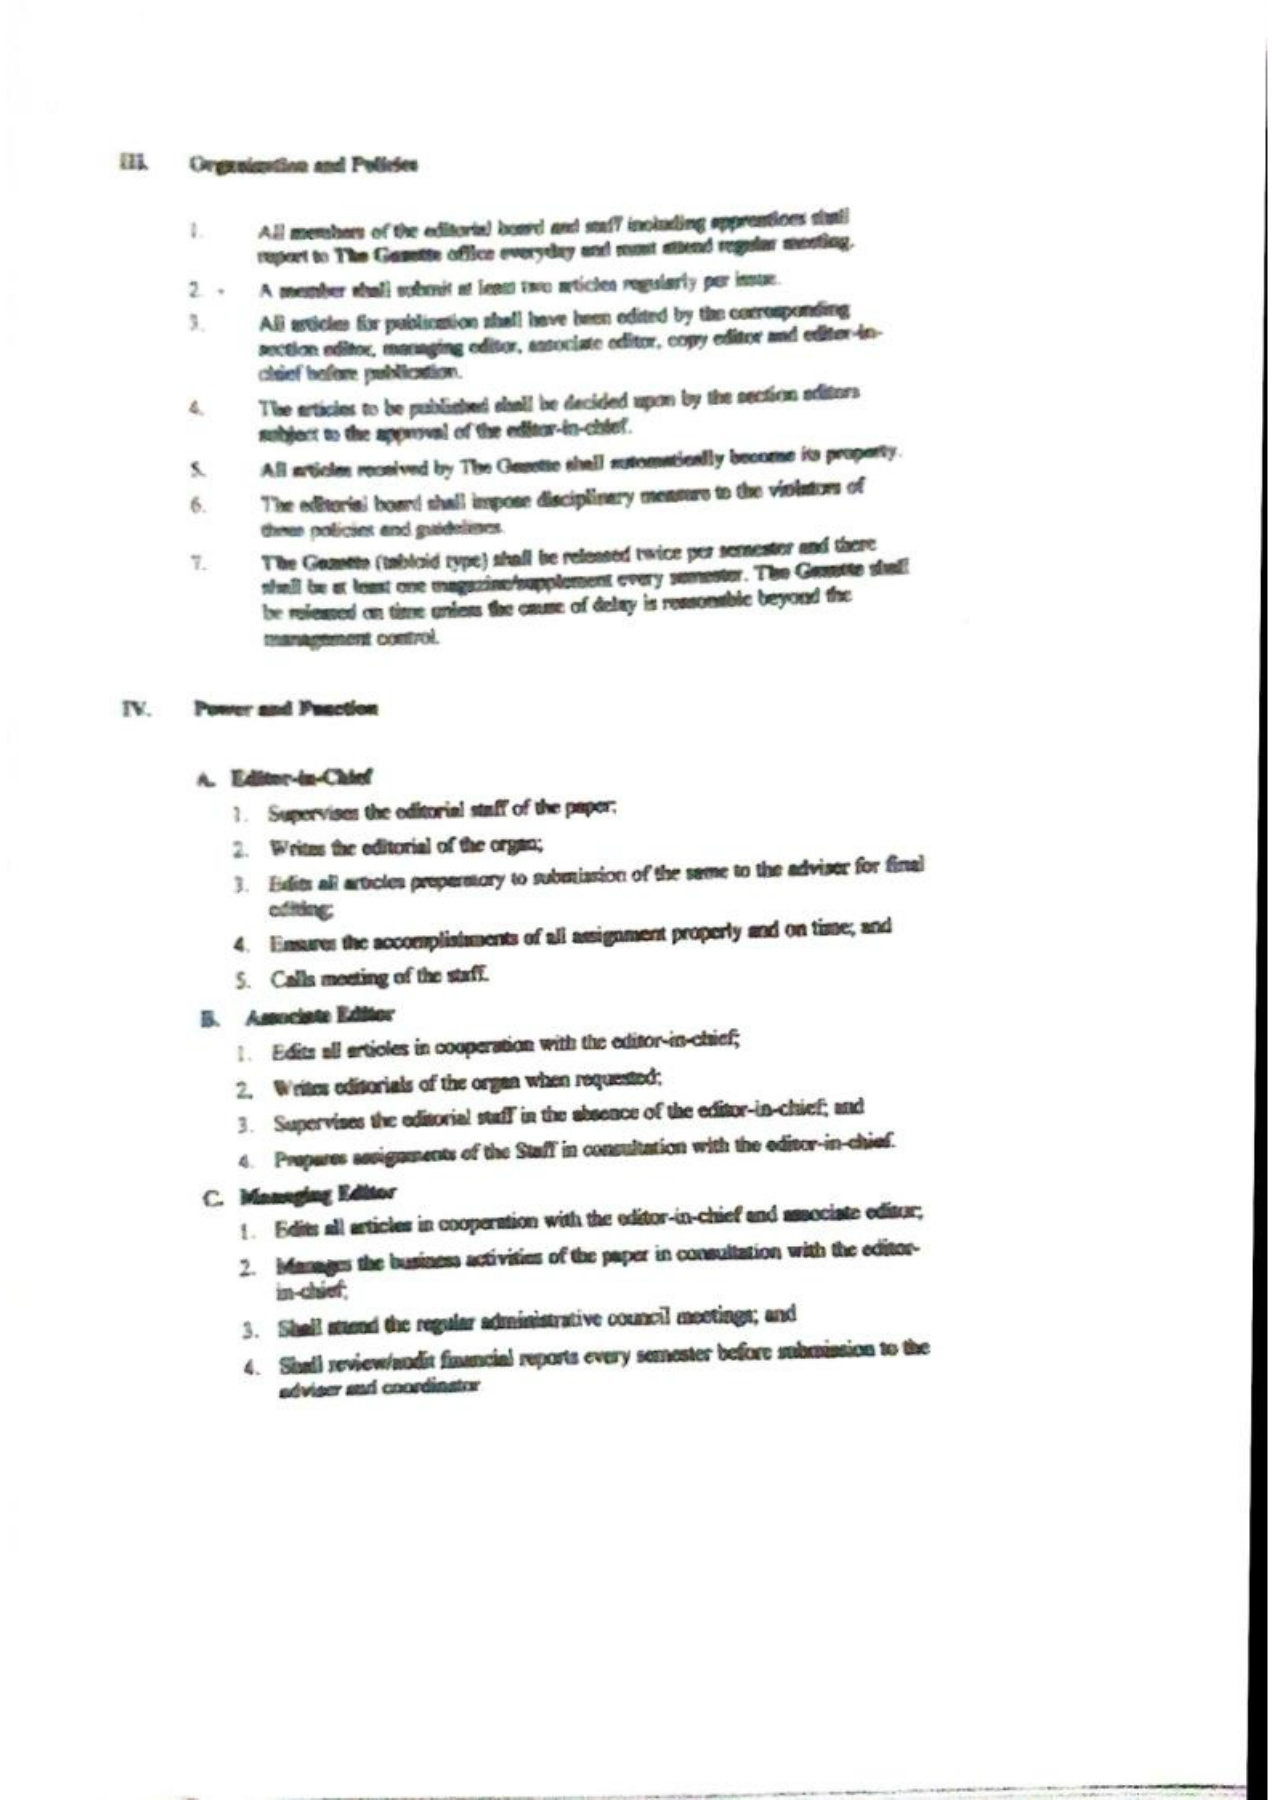 III. Organization and Policies
1. All members of the editorial board and staff including apprentices shall
report to The Gazette office everyday and must attend regular meeting.
2. A member shall submit at least two articles regularly per issue.
3. All articles for publication shall have been edited by the corresponding
section editor, managing editor, associate editor, copy editor and editor-in-
chief before publication.
4. The articles to be published shall be decided upon by the section editors
subject to the approval of the editor-in-chief.
5. All articles received by The Gazette shall automatically become its property.
6. The editorial board shall impose disciplinary measure to the violators of
these policies and guidelines.
7. The Gazette (tabloid type) shall be released twice per semester and there
shall be at least one magazine/supplement every semester. The Gazette shall
be released on time unless the cause of delay is reasonable beyond the
management control.
IV. Power and Function
A. Editor-in-Chief
1. Supervises the editorial staff of the paper;
2. Writes the editorial of the organ;
3. Edits all articles preparatory to submission of the same to the adviser for final
editing;
4. Ensures the accomplishments of all assignment properly and on time; and
5. Calls meeting of the staff.
B. Associate Editor
1. Edits all articles in cooperation with the editor-in-chief;
2. Writes editorials of the organ when requested;
3. Supervises the editorial staff in the absence of the editor-in-chief; and
4. Prepares assignments of the Staff in consultation with the editor-in-chief.
C. Managing Editor
1. Edits all articles in cooperation with the editor-in-chief and associate editor;
2. Manages the business activities of the paper in consultation with the editor-
in-chief;
3. Shall attend the regular administrative council meetings; and
4. Shall review/audit financial reports every semester before submission to the
adviser and coordinator